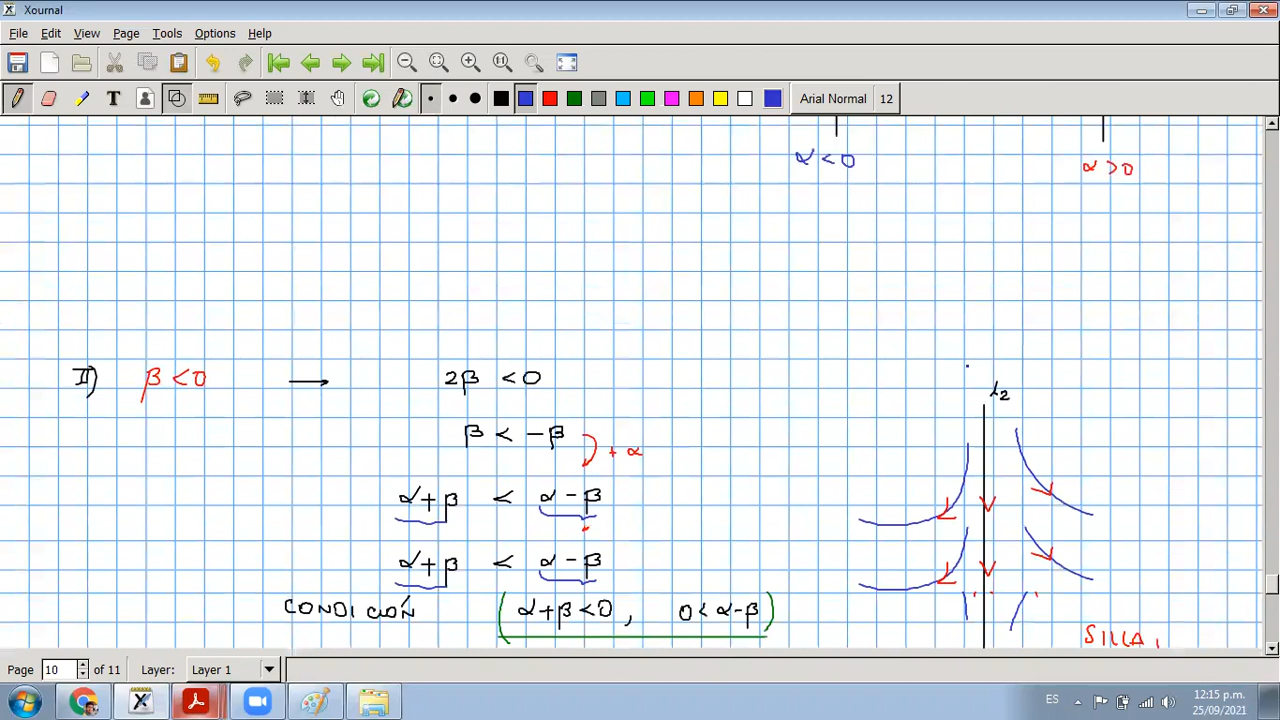 Xournal
File Edit View Page Tools Options Help
Arial Normal 12
α < 0
α > 0
II) β < 0 → 2β < 0
β < -β
+ α
α + β < α - β
α + β < α - β
CONDICIÓN (α + β < 0 , 0 < α - β)
SILLA
Page 10 of 11 Layer: Layer 1
ES 12:15 p.m.
25/09/2021